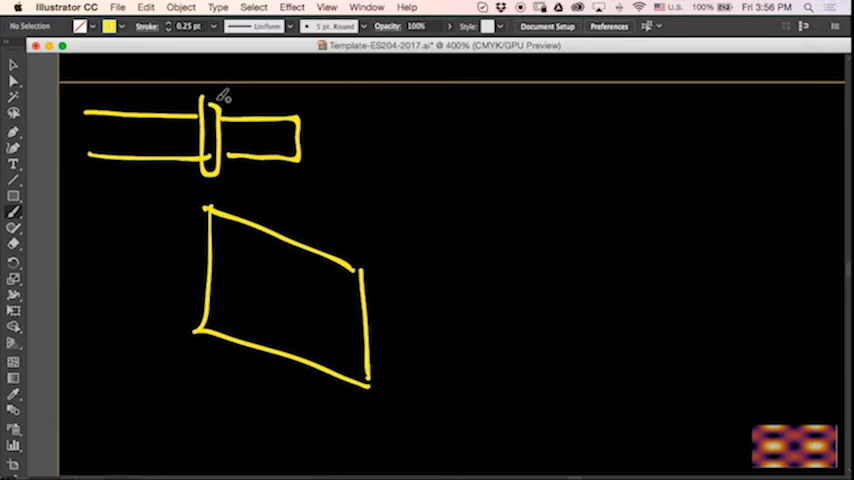 Illustrator CC File Edit Object Type Select Effect View Window Help U.S. 100% Fri 3:56 PM
No Selection Stroke: 0.25 pt Uniform 5 pt. Round Opacity: 100% Style: Document Setup Preferences
Template-ES204-2017.ai* @ 400% (CMYK/GPU Preview)